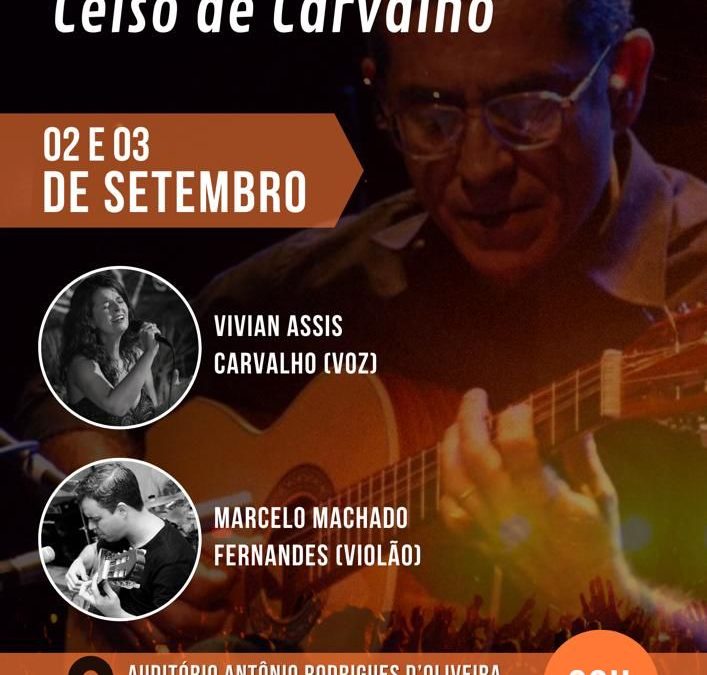 Celso de Carvalho
02 E 03
DE SETEMBRO
VIVIAN ASSIS
CARVALHO (VOZ)
MARCELO MACHADO
FERNANDES (VIOLÃO)
AUDITÓRIO ANTÔNIO RODRIGUES D'OLIVEIRA